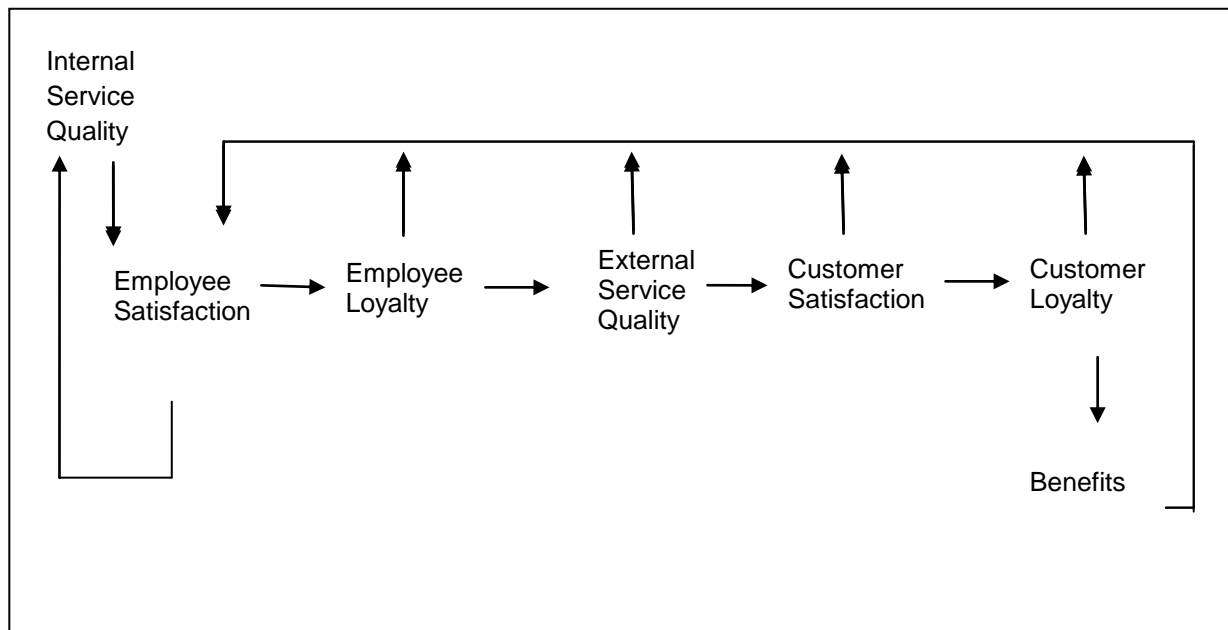 Internal
Service
Quality
Employee
Satisfaction
Employee
Loyalty
External
Service
Quality
Customer
Satisfaction
Customer
Loyalty
Benefits